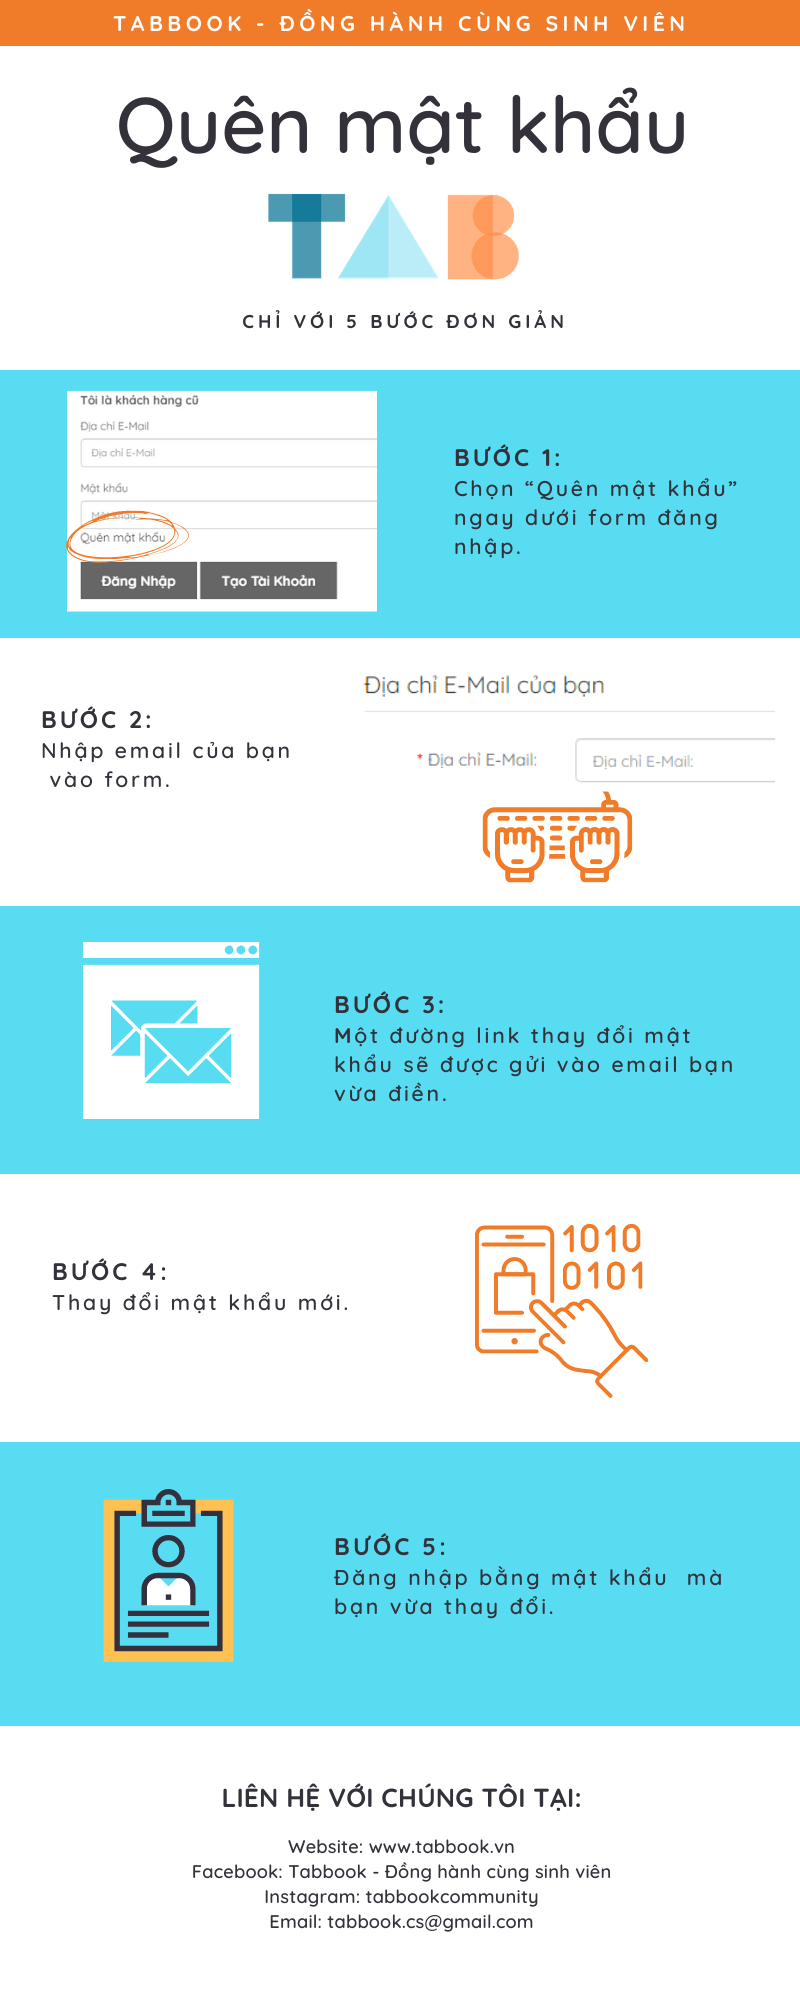 TABBOOK - ĐỒNG HÀNH CÙNG SINH VIÊN
Quên mật khẩu
TAB
CHỈ VỚI 5 BƯỚC ĐƠN GIẢN
Tôi là khách hàng cũ
Địa chỉ E-Mail
Địa chỉ E-Mail
Mật khẩu
Mật khẩu
Quên mật khẩu
Đăng Nhập
Tạo Tài Khoản
BƯỚC 1:
Chọn “Quên mật khẩu”
ngay dưới form đăng
nhập.
Địa chỉ E-Mail của bạn
* Địa chỉ E-Mail:
Địa chỉ E-Mail:
BƯỚC 2:
Nhập email của bạn
vào form.
BƯỚC 3:
Một đường link thay đổi mật
khẩu sẽ được gửi vào email bạn
vừa điền.
BƯỚC 4:
Thay đổi mật khẩu mới.
1010
0101
BƯỚC 5:
Đăng nhập bằng mật khẩu  mà
bạn vừa thay đổi.
LIÊN HỆ VỚI CHÚNG TÔI TẠI:
Website: www.tabbook.vn
Facebook: Tabbook - Đồng hành cùng sinh viên
Instagram: tabbookcommunity
Email: tabbook.cs@gmail.com